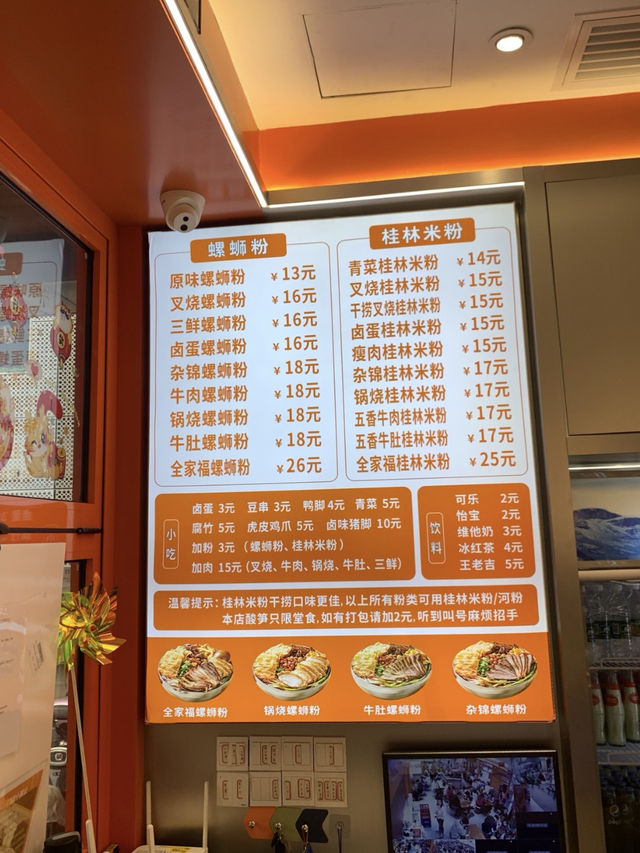 螺蛳粉
原味螺蛳粉 ¥13元
叉烧螺蛳粉 ¥16元
三鲜螺蛳粉 ¥16元
卤蛋螺蛳粉 ¥16元
杂锦螺蛳粉 ¥18元
牛肉螺蛳粉 ¥18元
锅烧螺蛳粉 ¥18元
牛肚螺蛳粉 ¥18元
全家福螺蛳粉 ¥26元
桂林米粉
青菜桂林米粉 ¥14元
叉烧桂林米粉 ¥15元
干捞叉烧桂林米粉 ¥15元
卤蛋桂林米粉 ¥15元
瘦肉桂林米粉 ¥15元
杂锦桂林米粉 ¥17元
锅烧桂林米粉 ¥17元
五香牛肉桂林米粉 ¥17元
五香牛肚桂林米粉 ¥17元
全家福桂林米粉 ¥25元
小吃
卤蛋 3元 豆串 3元 鸭脚 4元 青菜 5元
腐竹 5元 虎皮鸡爪 5元 卤味猪脚 10元
加粉 3元（螺蛳粉、桂林米粉）
加肉 15元（叉烧、牛肉、锅烧、牛肚、三鲜）
饮料
可乐 2元
怡宝 2元
维他奶 3元
冰红茶 4元
王老吉 5元
温馨提示：桂林米粉干捞口味更佳，以上所有粉类可用桂林米粉/河粉
本店酸笋只限堂食，如有打包请加2元，听到叫号麻烦招手
全家福螺蛳粉 锅烧螺蛳粉 牛肚螺蛳粉 杂锦螺蛳粉